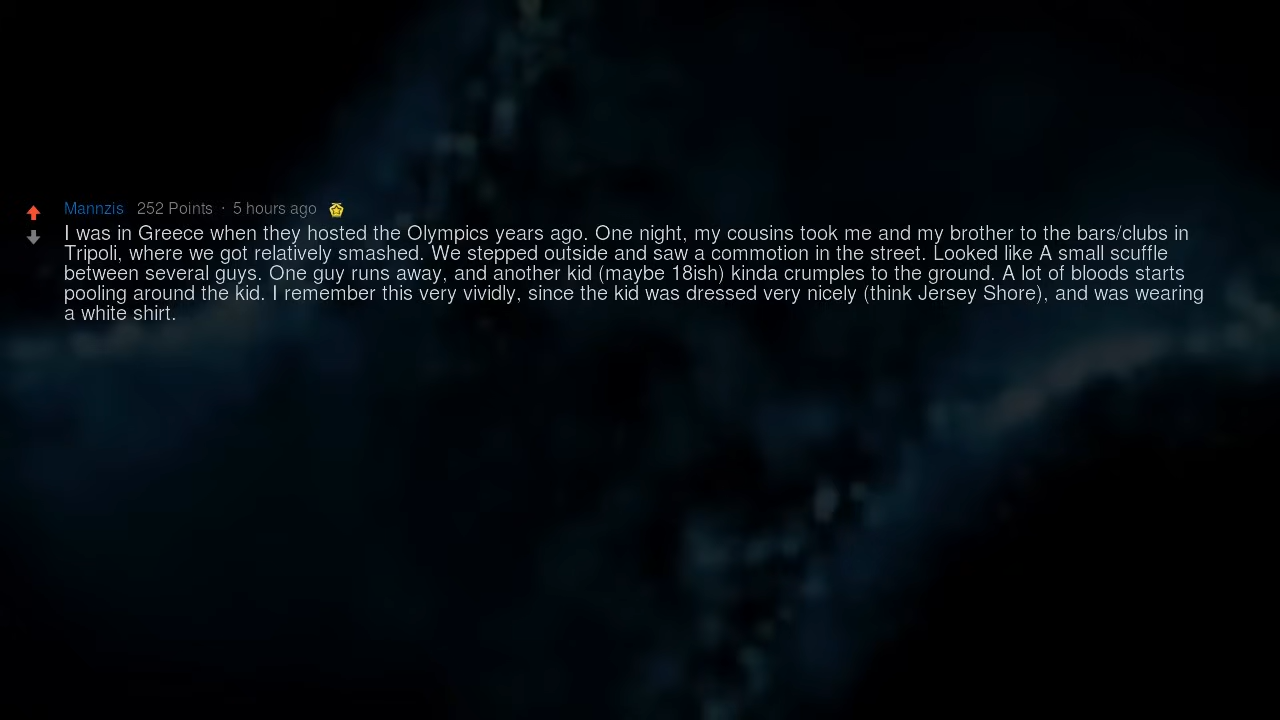 Mannzis 252 Points · 5 hours ago
I was in Greece when they hosted the Olympics years ago. One night, my cousins took me and my brother to the bars/clubs in
Tripoli, where we got relatively smashed. We stepped outside and saw a commotion in the street. Looked like A small scuffle
between several guys. One guy runs away, and another kid (maybe 18ish) kinda crumples to the ground. A lot of bloods starts
pooling around the kid. I remember this very vividly, since the kid was dressed very nicely (think Jersey Shore), and was wearing
a white shirt.